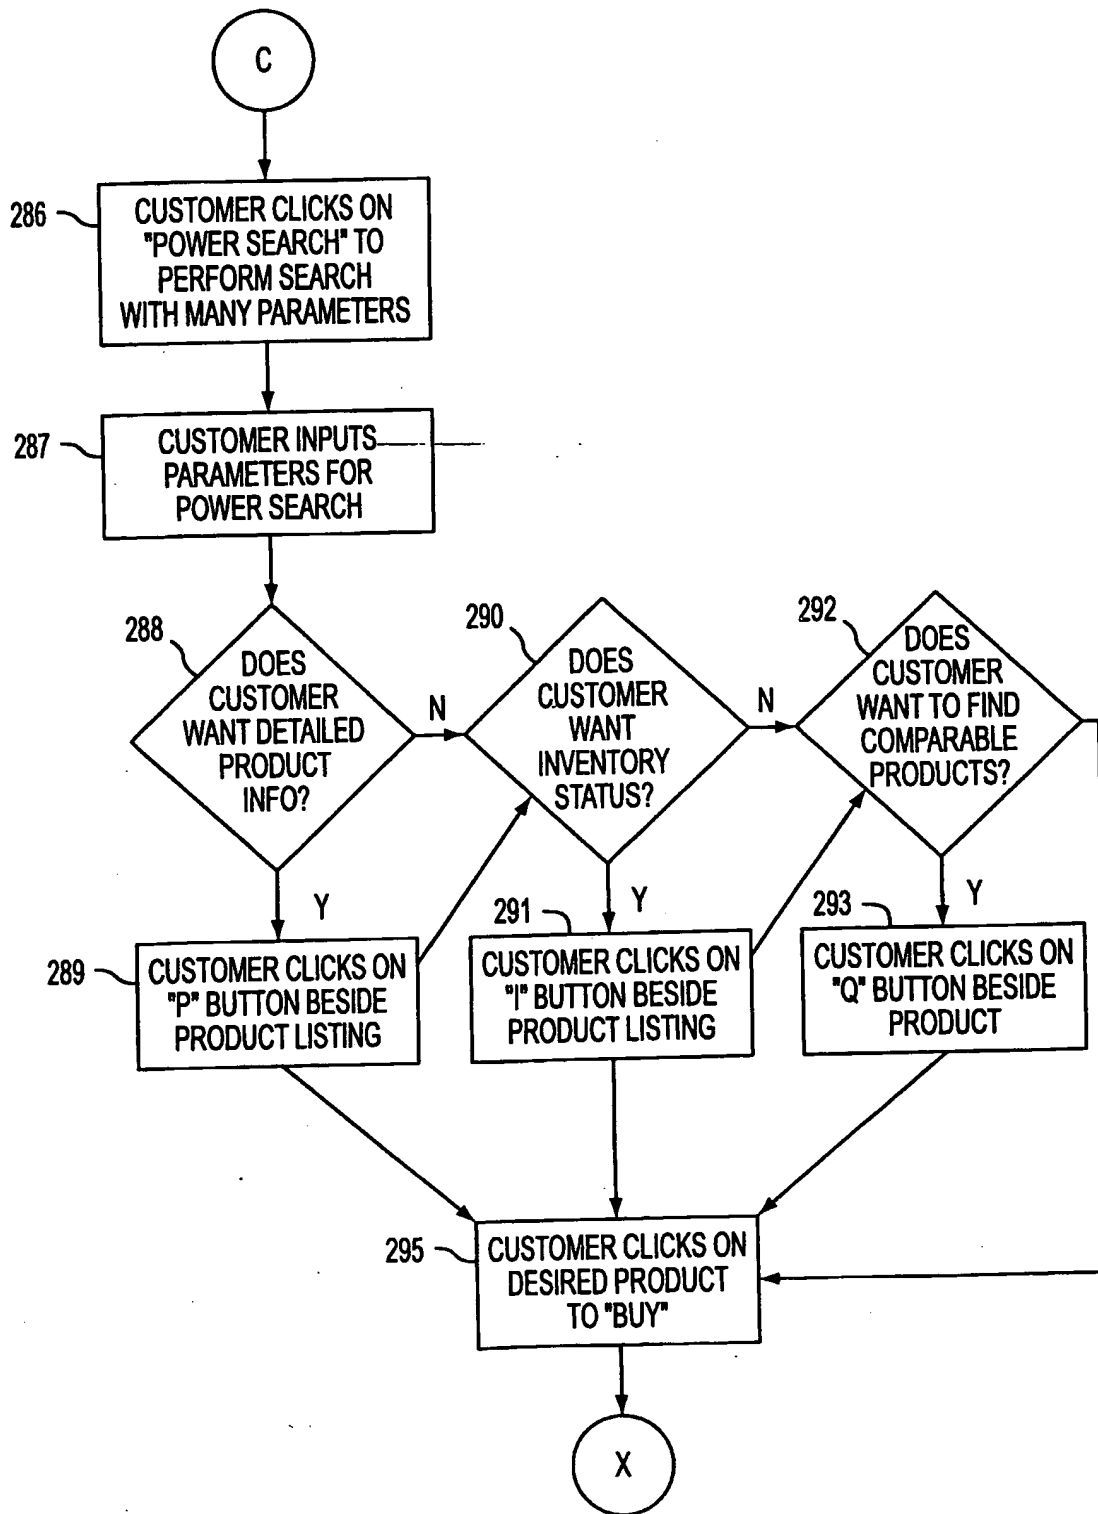 C
286
CUSTOMER CLICKS ON
"POWER SEARCH" TO
PERFORM SEARCH
WITH MANY PARAMETERS
287
CUSTOMER INPUTS
PARAMETERS FOR
POWER SEARCH
288
DOES
CUSTOMER
WANT DETAILED
PRODUCT
INFO?
N
290
DOES
CUSTOMER
WANT
INVENTORY
STATUS?
N
292
DOES
CUSTOMER
WANT TO FIND
COMPARABLE
PRODUCTS?
Y
289
CUSTOMER CLICKS ON
"P" BUTTON BESIDE
PRODUCT LISTING
Y
291
CUSTOMER CLICKS ON
"I" BUTTON BESIDE
PRODUCT LISTING
Y
293
CUSTOMER CLICKS ON
"Q" BUTTON BESIDE
PRODUCT
295
CUSTOMER CLICKS ON
DESIRED PRODUCT
TO "BUY"
X